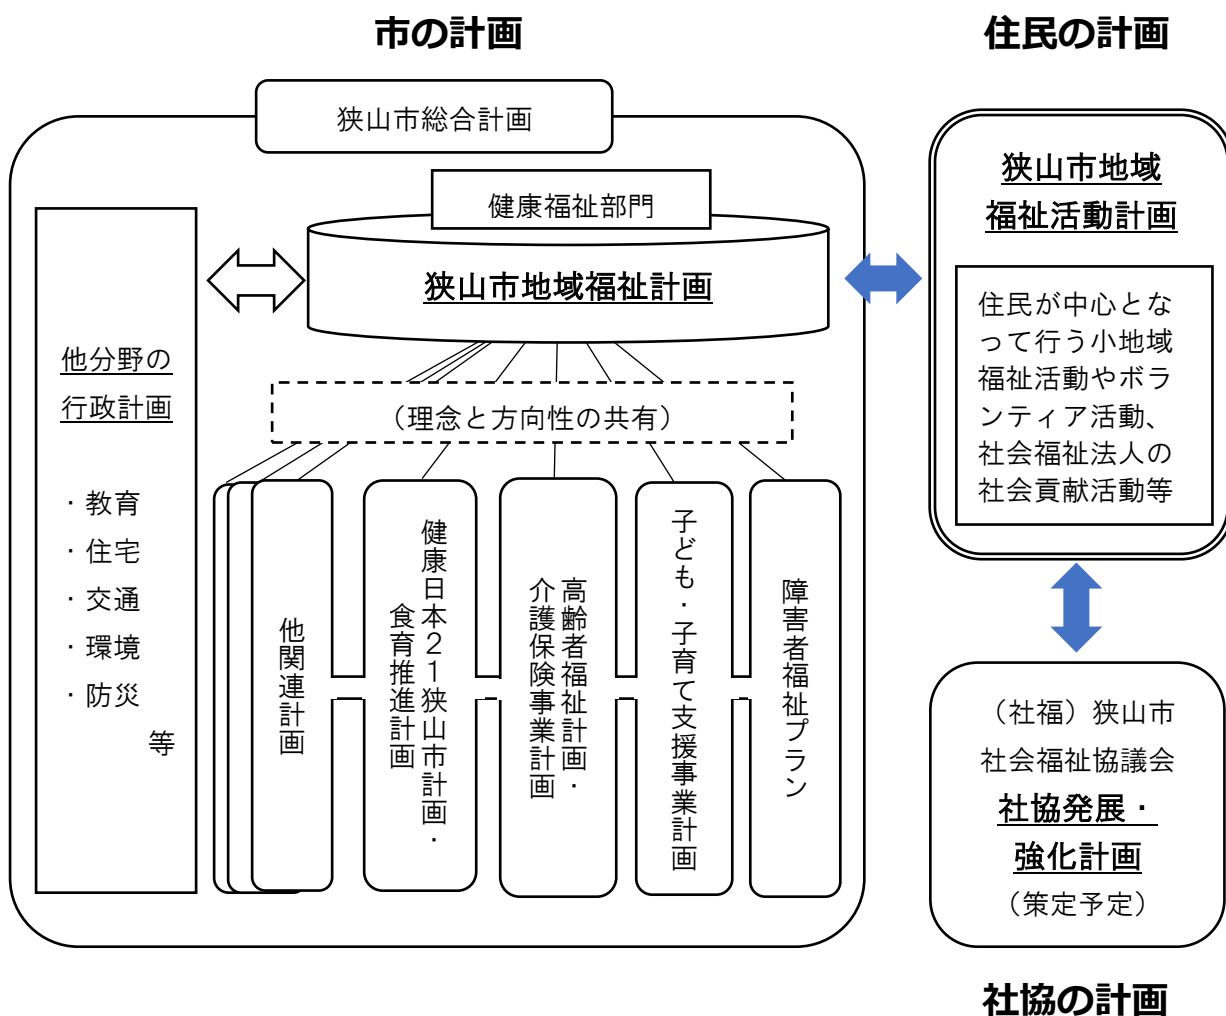 市の計画
住民の計画
狭山市総合計画
健康福祉部門
狭山市地域福祉計画
他分野の
行政計画
・教育
・住宅
・交通
・環境
・防災
等
（理念と方向性の共有）
他関連計画
健康日本２１狭山市計画・
食育推進計画
高齢者福祉計画・
介護保険事業計画
子ども・子育て支援事業計画
障害者福祉プラン
狭山市地域
福祉活動計画
住民が中心とな
って行う小地域
福祉活動やボラ
ンティア活動、
社会福祉法人の
社会貢献活動等
（社福）狭山市
社会福祉協議会
社協発展・
強化計画
（策定予定）
社協の計画